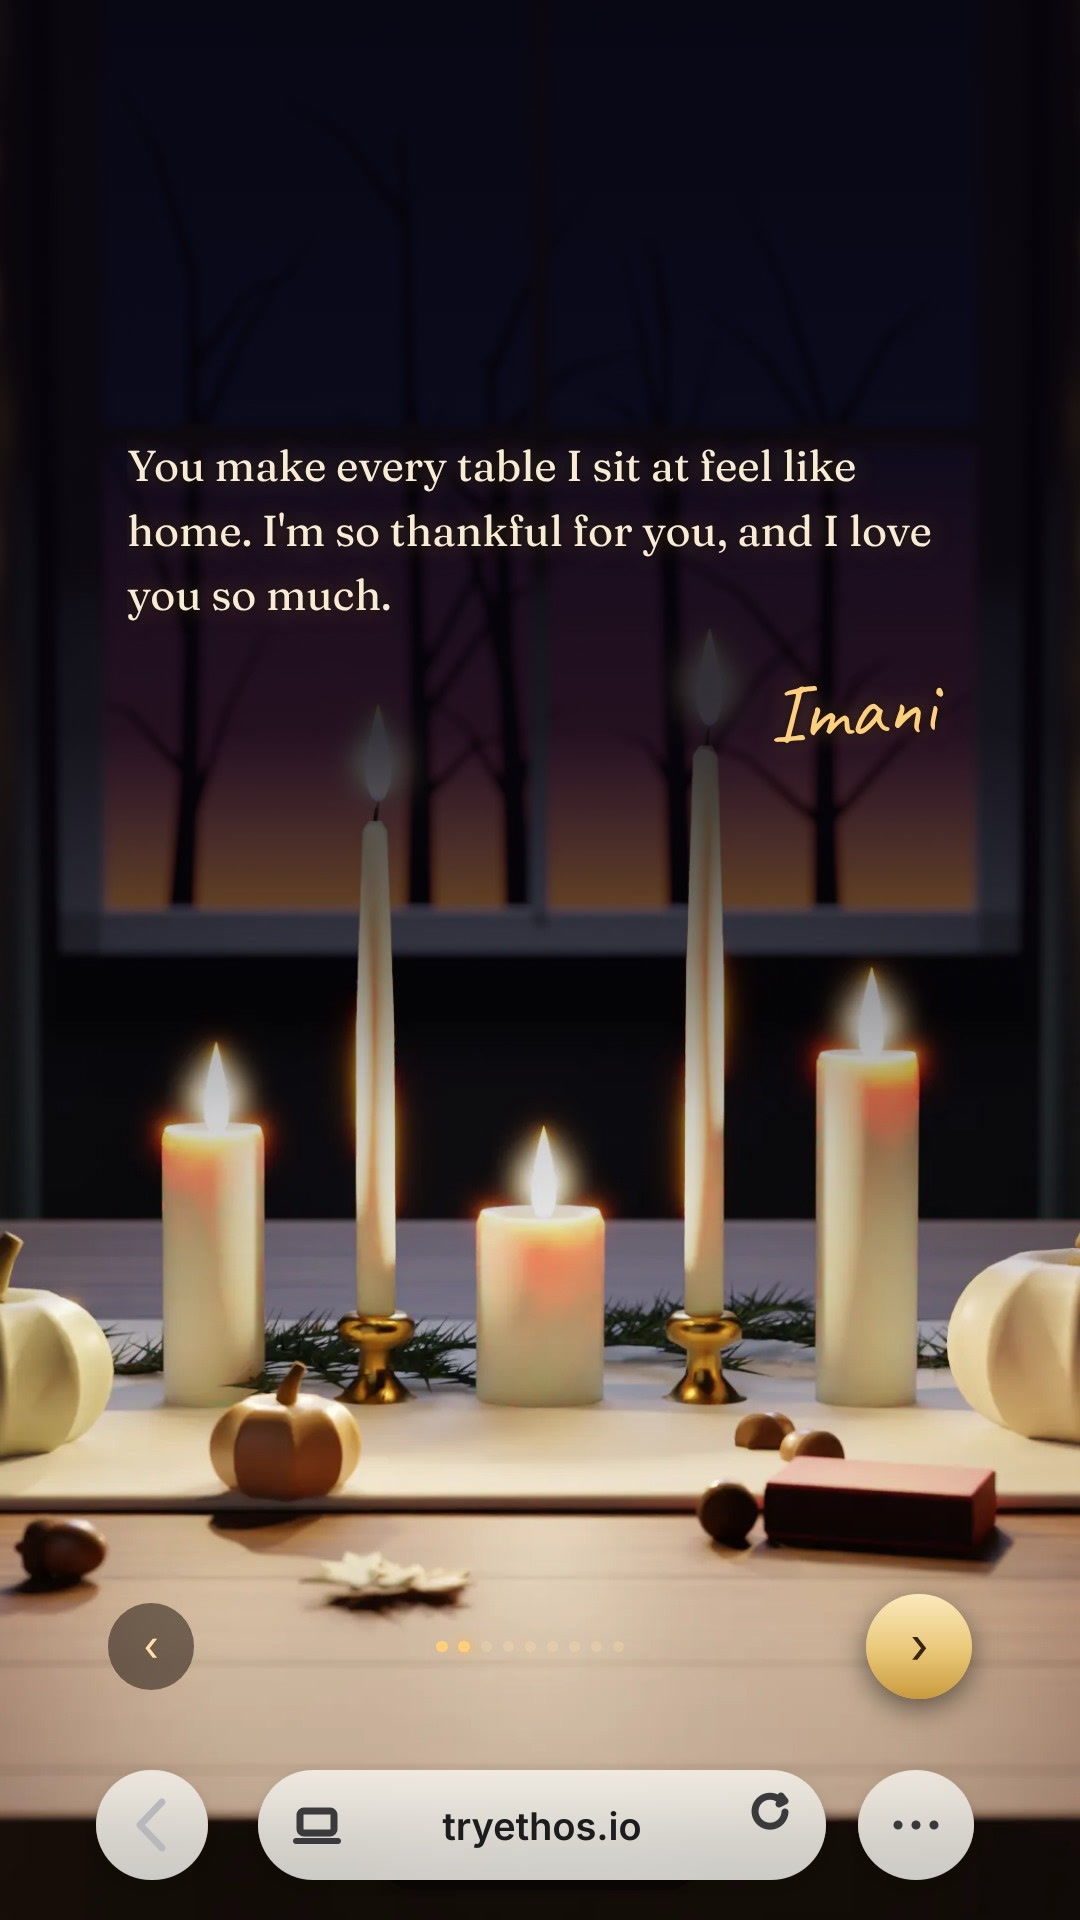 You make every table I sit at feel like
home. I'm so thankful for you, and I love
you so much.
Imani
tryethos.io